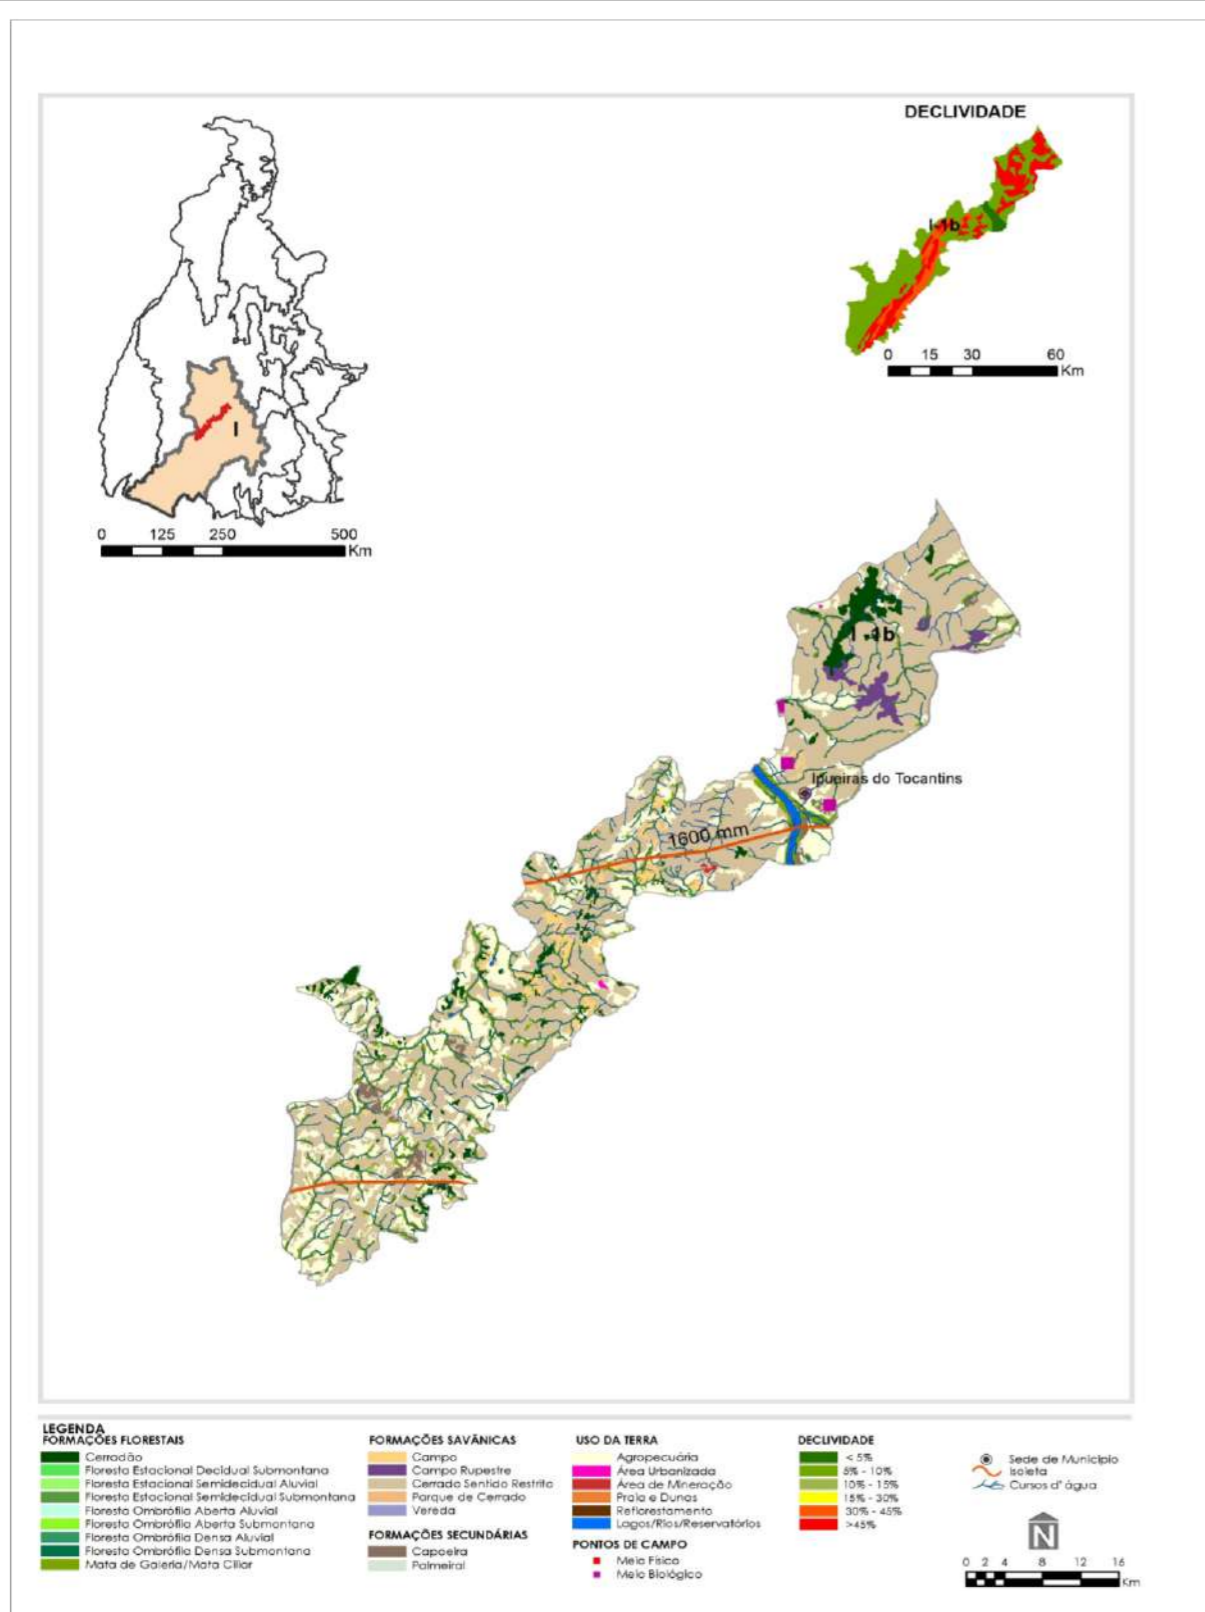 DECLIVIDADE
I-1b
0 15 30 60
Km
I
0 125 250 500
Km
I - 1b
Ipueiras do Tocantins
1600 mm
LEGENDA
FORMAÇÕES FLORESTAIS
Cerradão
Floresta Estacional Decidual Submontana
Floresta Estacional Semidecidual Aluvial
Floresta Estacional Semidecidual Submontana
Floresta Ombrófila Aberta Aluvial
Floresta Ombrófila Aberta Submontana
Floresta Ombrófila Densa Aluvial
Floresta Ombrófila Densa Submontana
Mata de Galeria/Mata Ciliar
FORMAÇÕES SAVÂNICAS
Campo
Campo Rupestre
Cerrado Sentido Restrito
Parque de Cerrado
Vereda
FORMAÇÕES SECUNDÁRIAS
Capoeira
Palmeiral
USO DA TERRA
Agropecuária
Área Urbanizada
Área de Mineração
Praia e Dunas
Reflorestamento
Lagos/Rios/Reservatórios
PONTOS DE CAMPO
Meio Físico
Meio Biológico
DECLIVIDADE
< 5%
5% - 10%
10% - 15%
15% - 30%
30% - 45%
>45%
Sede de Município
Isoieta
Cursos d' água
N
0 2 4 8 12 16
Km